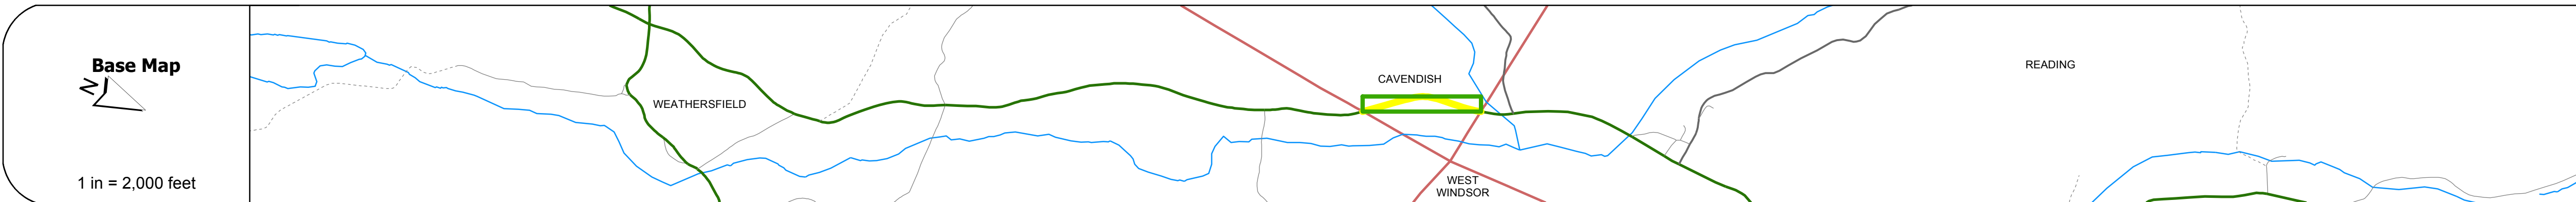 Base Map
N
1 in = 2,000 feet
WEATHERSFIELD
CAVENDISH
WEST
WINDSOR
READING